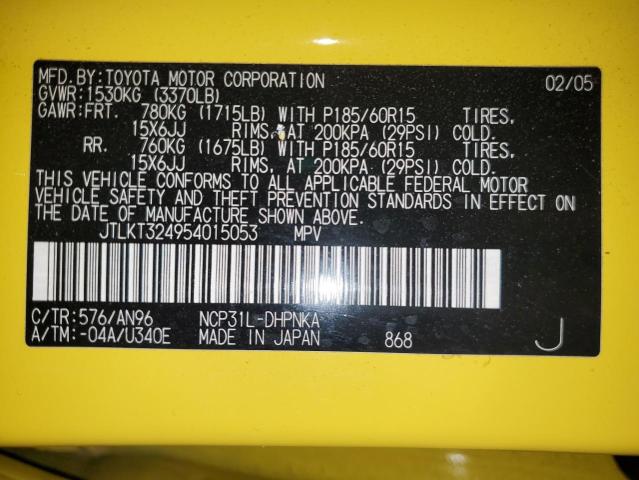 MFD. BY: TOYOTA MOTOR CORPORATION 02/05
GVWR: 1530KG (3370LB)
GAWR: FRT. 780KG (1715LB) WITH P185/60R15 TIRES,
15X6JJ RIMS, AT 200KPA (29PSI) COLD.
RR. 760KG (1675LB) WITH P185/60R15 TIRES,
15X6JJ RIMS, AT 200KPA (29PSI) COLD.
THIS VEHICLE CONFORMS TO ALL APPLICABLE FEDERAL MOTOR
VEHICLE SAFETY AND THEFT PREVENTION STANDARDS IN EFFECT ON
THE DATE OF MANUFACTURE SHOWN ABOVE.
JTLKT324954015053 MPV
C/TR: 576/AN96 NCP31L-DHPNKA
A/TM: -04A/U340E MADE IN JAPAN 868 J